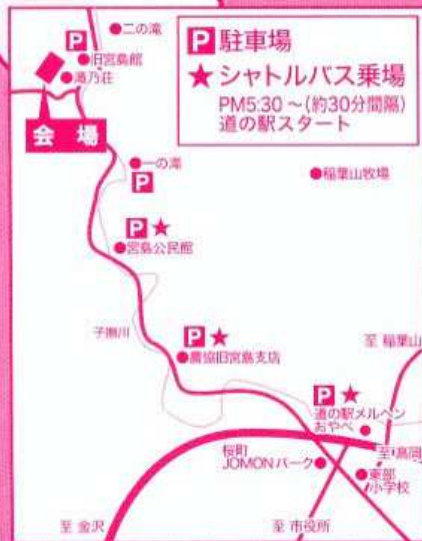 P 駐車場
★ シャトルバス乗場
PM5:30 ～(約30分間隔)
道の駅スタート
●二の滝
P
●旧宮島館
●滝乃荘
会 場
●一の滝
P
●稲葉山牧場
P ★
●宮島公民館
子撫川
P ★
●農協旧宮島支店
至 稲葉山
P ★
道の駅メルヘン
おやべ ●
至 高岡
桜町
JOMONパーク●
●東部
小学校
至 金沢
至 市役所